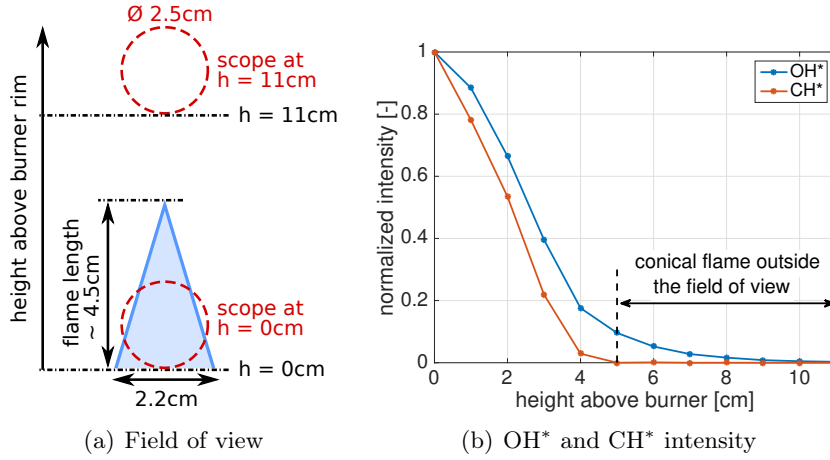 Ø 2.5cm
scope at
h = 11cm
h = 11cm
height above burner rim
flame length
~ 4.5cm
scope at
h = 0cm
h = 0cm
2.2cm
(a) Field of view
1
0.8
0.6
0.4
0.2
0
normalized intensity [-]
OH*
CH*
conical flame outside
the field of view
0 2 4 6 8 10
height above burner [cm]
(b) OH* and CH* intensity